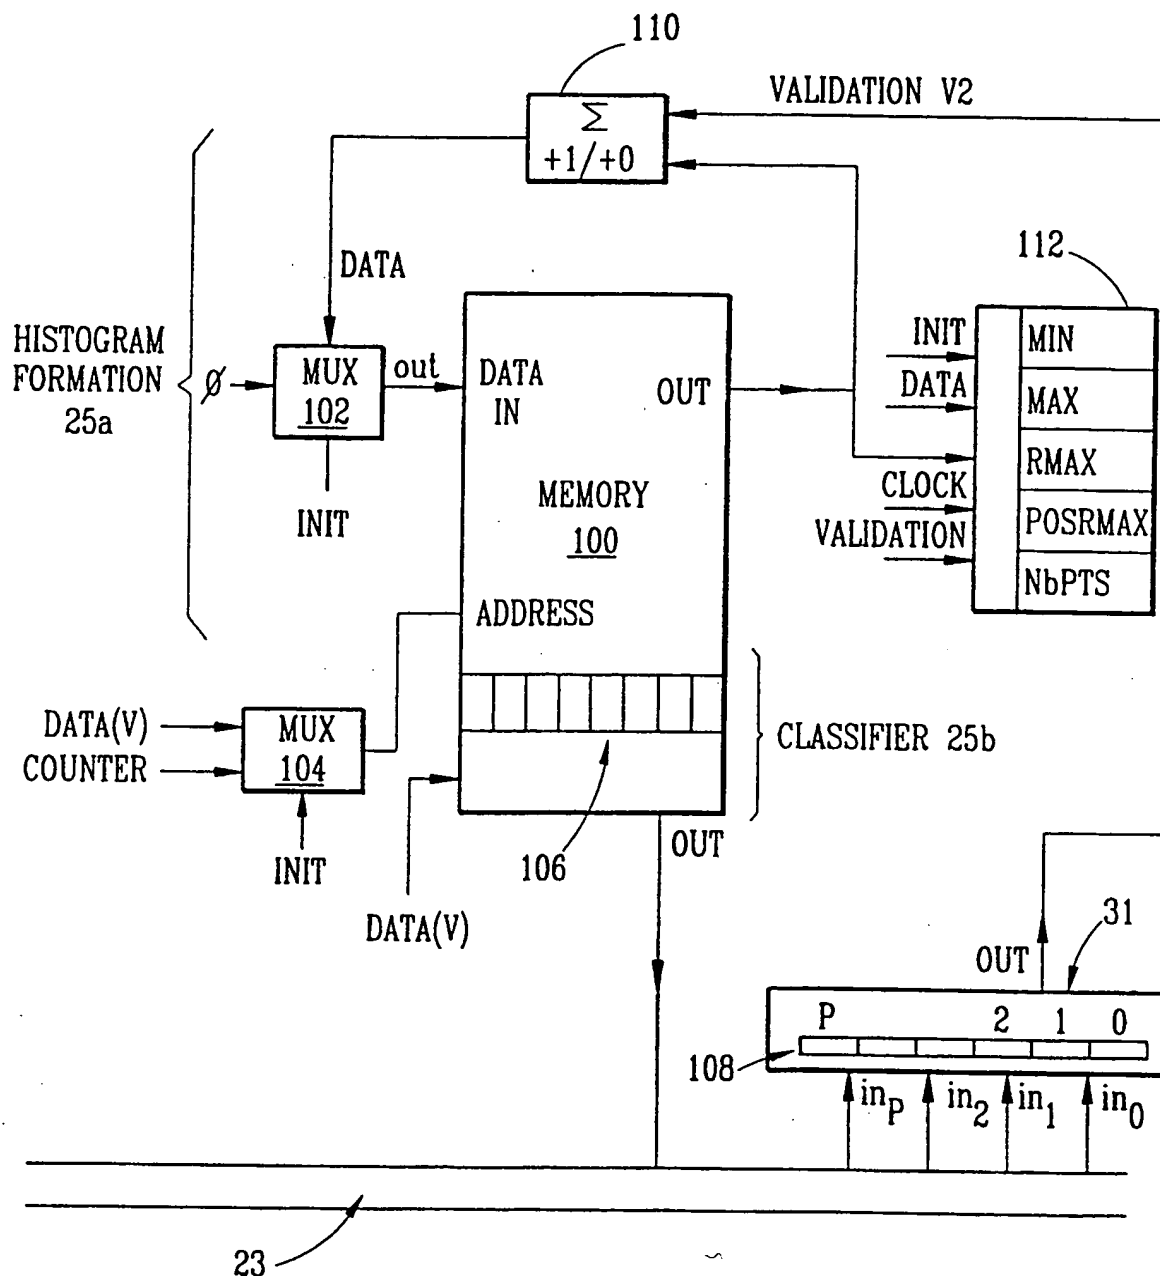 110
VALIDATION V2
Σ
+1/+0
112
DATA
HISTOGRAM
FORMATION
25a
Ø
MUX
102
out
INIT
DATA
IN
OUT
MEMORY
100
ADDRESS
INIT
DATA
CLOCK
VALIDATION
MIN
MAX
RMAX
POSRMAX
NbPTS
DATA(V)
COUNTER
MUX
104
INIT
DATA(V)
106
CLASSIFIER 25b
OUT
OUT
31
P 2 1 0
108
inP in2 in1 in0
23